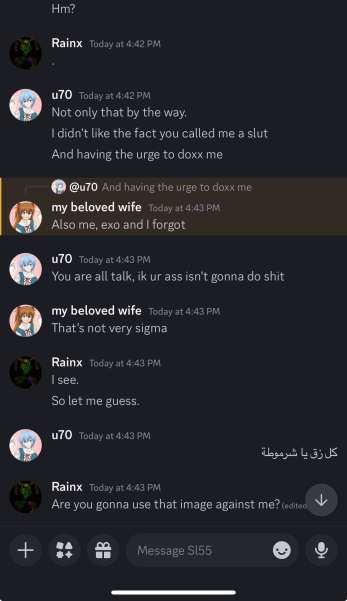 Hm?
Rainx Today at 4:42 PM
.
u70 Today at 4:42 PM
Not only that by the way.
I didn't like the fact you called me a slut
And having the urge to doxx me
@u70 And having the urge to doxx me
my beloved wife Today at 4:43 PM
Also me, exo and I forgot
u70 Today at 4:43 PM
You are all talk, ik ur ass isn't gonna do shit
my beloved wife Today at 4:43 PM
That's not very sigma
Rainx Today at 4:43 PM
I see.
So let me guess.
u70 Today at 4:43 PM
كل زق يا شرموطة
Rainx Today at 4:43 PM
Are you gonna use that image against me? (edited
Message SI55